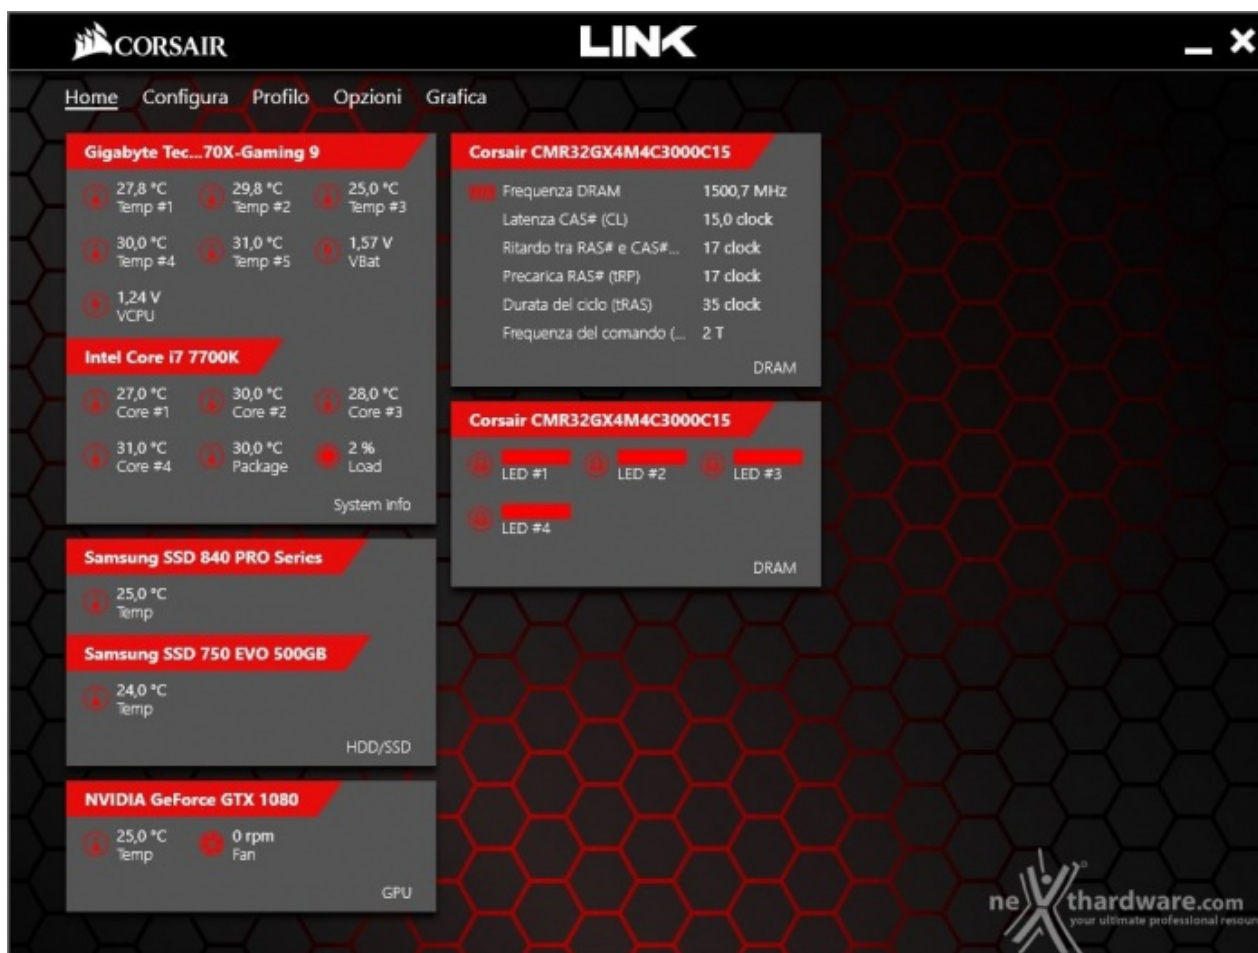 CORSAIR
LINK
Home Configura Profilo Opzioni Grafica
Gigabyte Tec...70X-Gaming 9
27,8 °C 29,8 °C 25,0 °C
Temp #1 Temp #2 Temp #3
30,0 °C 31,0 °C 1,57 V
Temp #4 Temp #5 VBat
1,24 V
VCPU
Intel Core i7 7700K
27,0 °C 30,0 °C 28,0 °C
Core #1 Core #2 Core #3
31,0 °C 30,0 °C 2 %
Core #4 Package Load
System Info
Samsung SSD 840 PRO Series
25,0 °C
Temp
Samsung SSD 750 EVO 500GB
24,0 °C
Temp
HDD/SSD
NVIDIA GeForce GTX 1080
25,0 °C 0 rpm
Temp Fan
GPU
Corsair CMR32GX4M4C3000C15
Frequenza DRAM 1500,7 MHz
Latenza CAS# (CL) 15,0 clock
Ritardo tra RAS# e CAS#... 17 clock
Precarica RAS# (tRP) 17 clock
Durata del ciclo (tRAS) 35 clock
Frequenza del comando (... 2 T
DRAM
Corsair CMR32GX4M4C3000C15
LED #1 LED #2 LED #3
LED #4
DRAM
nexthardware.com
your ultimate professional resour